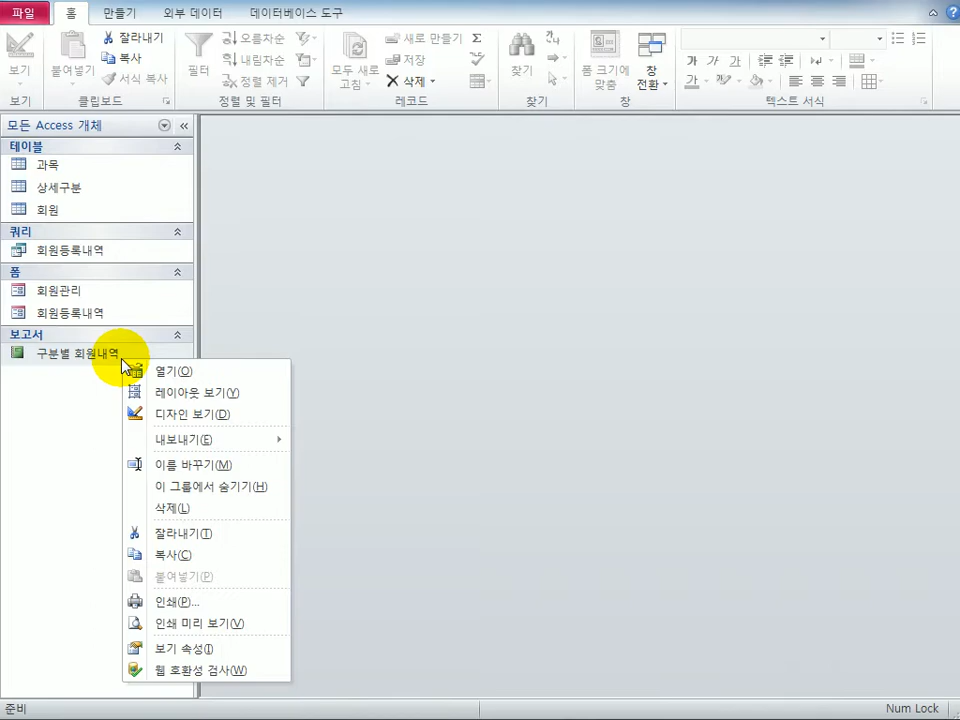 파일 홈 만들기 외부 데이터 데이터베이스 도구
보기
보기
붙여넣기
잘라내기
복사
서식 복사
클립보드
필터
오름차순
내림차순
정렬 제거
정렬 및 필터
모두 새로 고침
새로 만들기
저장
삭제
레코드
찾기
찾기
폼 크기에 맞춤
창 전환
창
가 가 가
가
텍스트 서식
모든 Access 개체
테이블
과목
상세구분
회원
쿼리
회원등록내역
폼
회원관리
회원등록내역
보고서
구분별 회원내역
열기(O)
레이아웃 보기(Y)
디자인 보기(D)
내보내기(E)
이름 바꾸기(M)
이 그룹에서 숨기기(H)
삭제(L)
잘라내기(T)
복사(C)
붙여넣기(P)
인쇄(P)...
인쇄 미리 보기(V)
보기 속성(I)
웹 호환성 검사(W)
준비
Num Lock